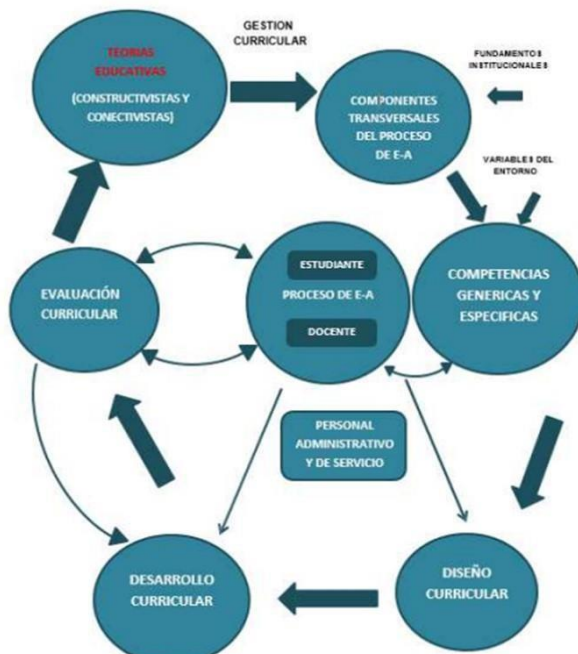 GESTION
CURRICULAR
TEORIAS
EDUCATIVAS
(CONSTRUCTIVISTAS Y
CONECTIVISTAS)
FUNDAMENTOS
INSTITUCIONALES
COMPONENTES
TRANSVERSALES
DEL PROCESO
DE E-A
VARIABLES DEL
ENTORNO
EVALUACIÓN
CURRICULAR
ESTUDIANTE
PROCESO DE E-A
DOCENTE
COMPETENCIAS
GENERICAS Y
ESPECIFICAS
PERSONAL
ADMINISTRATIVO
Y DE SERVICIO
DESARROLLO
CURRICULAR
DISEÑO
CURRICULAR